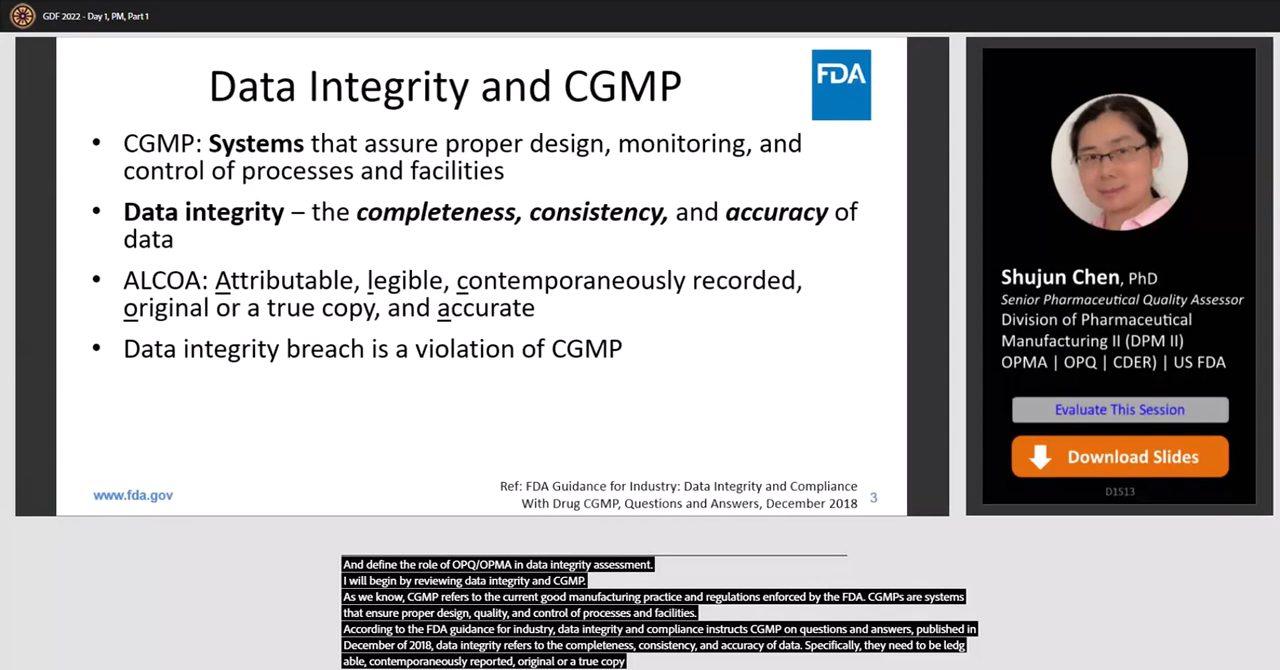 GDF 2022 - Day 1, PM, Part 1
Data Integrity and CGMP
FDA
• CGMP: Systems that assure proper design, monitoring, and
control of processes and facilities
• Data integrity – the completeness, consistency, and accuracy of
data
• ALCOA: Attributable, legible, contemporaneously recorded,
original or a true copy, and accurate
• Data integrity breach is a violation of CGMP
www.fda.gov
Ref: FDA Guidance for Industry: Data Integrity and Compliance
With Drug CGMP, Questions and Answers, December 2018
3
Shujun Chen, PhD
Senior Pharmaceutical Quality Assessor
Division of Pharmaceutical
Manufacturing II (DPM II)
OPMA | OPQ | CDER) | US FDA
Evaluate This Session
Download Slides
D1513
And define the role of OPQ/OPMA in data integrity assessment.
I will begin by reviewing data integrity and CGMP.
As we know, CGMP refers to the current good manufacturing practice and regulations enforced by the FDA. CGMPs are systems
that ensure proper design, quality, and control of processes and facilities.
According to the FDA guidance for industry, data integrity and compliance instructs CGMP on questions and answers, published in
December of 2018, data integrity refers to the completeness, consistency, and accuracy of data. Specifically, they need to be ledg
able, contemporaneously reported, original or a true copy